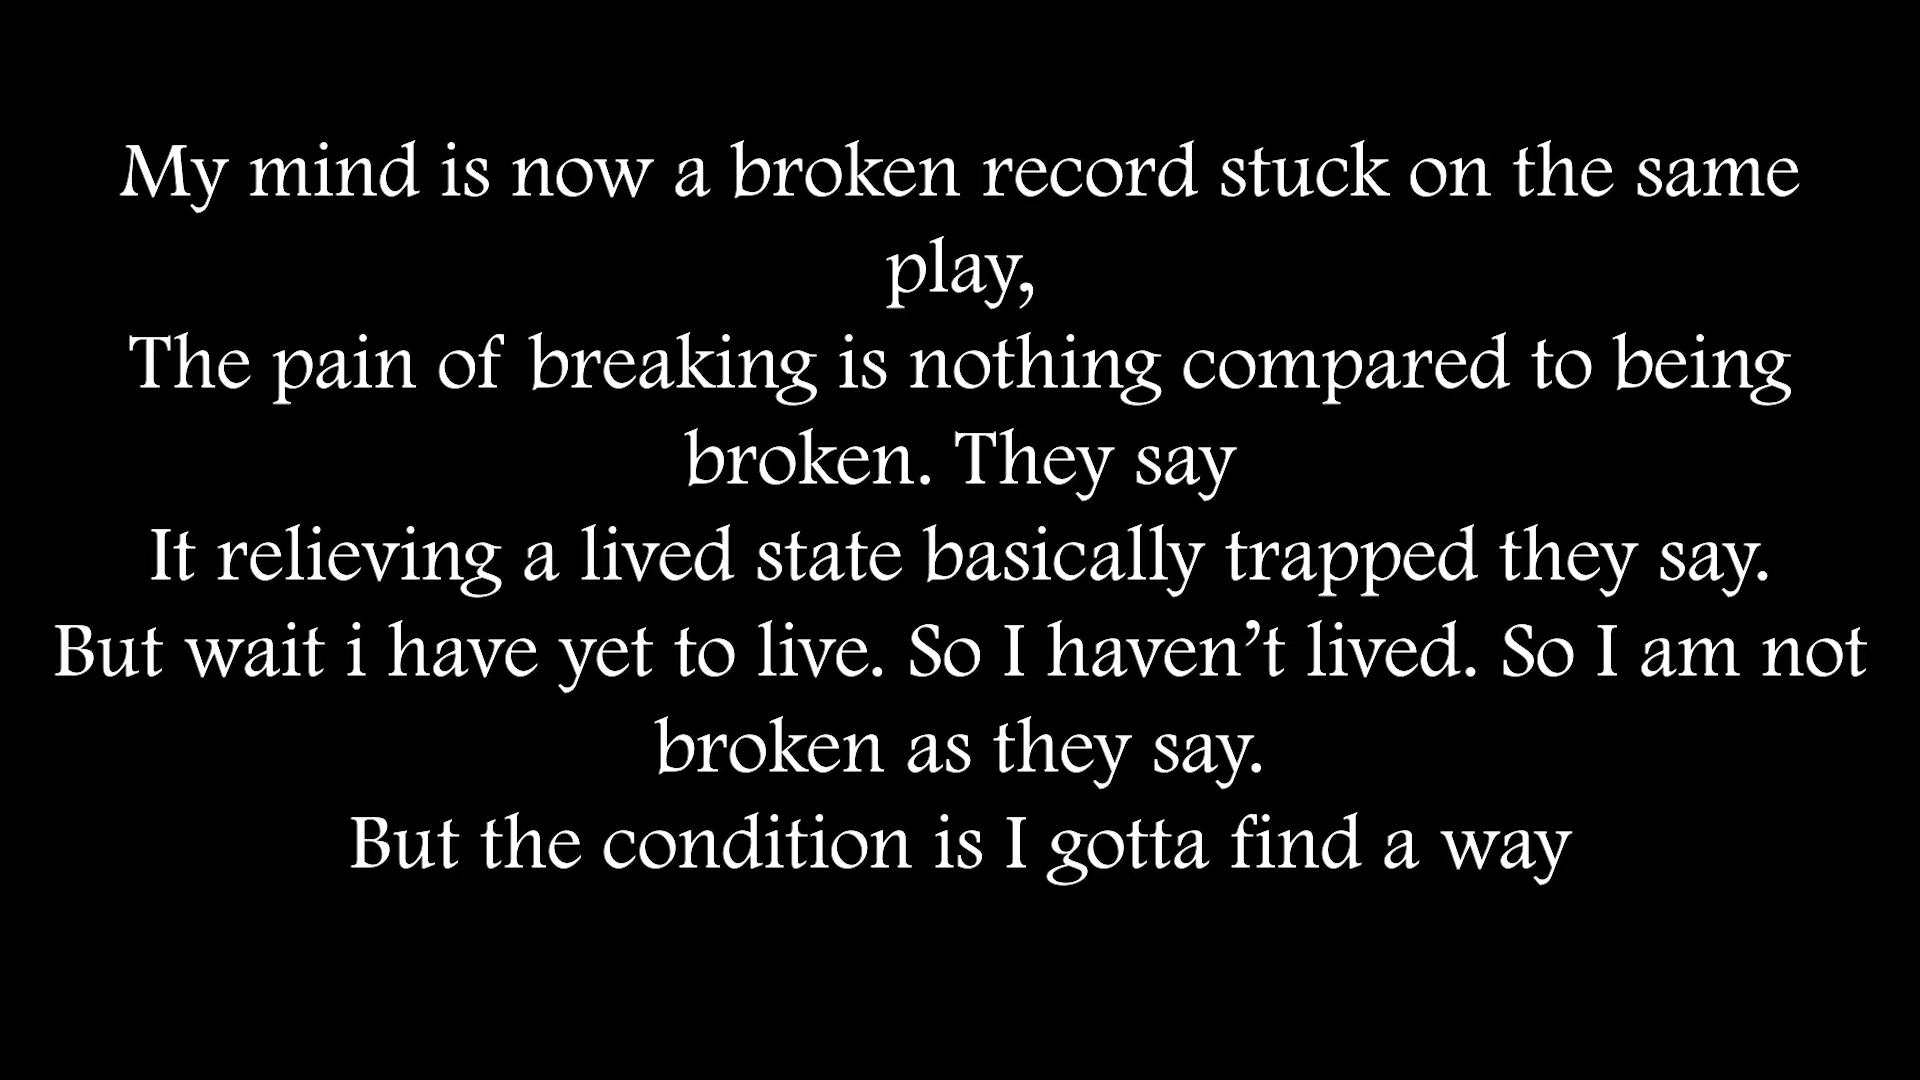 My mind is now a broken record stuck on the same
play,
The pain of breaking is nothing compared to being
broken. They say
It relieving a lived state basically trapped they say.
But wait i have yet to live. So I haven’t lived. So I am not
broken as they say.
But the condition is I gotta find a way